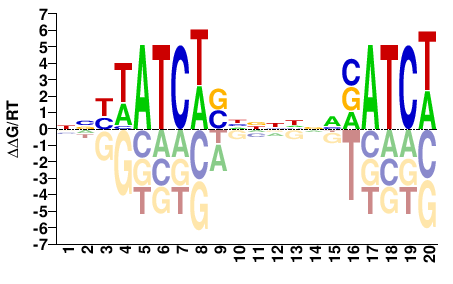 7
6
5
4
3
2
1
0
-1
-2
-3
-4
-5
-6
-7
ΔΔG/RT
T T A T C T G C G A T C T
A C A A A
G G C A A C T C A A C
G C G G A T G C G G
T G T G T G T G
1 2 3 4 5 6 7 8 9 10 11 12 13 14 15 16 17 18 19 20